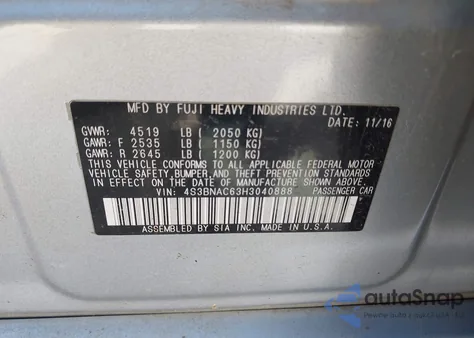 MFD BY FUJI HEAVY INDUSTRIES LTD.
DATE: 11/16
GVWR: 4519 LB ( 2050 KG)
GAWR: F 2535 LB ( 1150 KG)
GAWR: R 2645 LB ( 1200 KG)
THIS VEHICLE CONFORMS TO ALL APPLICABLE FEDERAL MOTOR
VEHICLE SAFETY, BUMPER, AND THEFT PREVENTION STANDARDS
IN EFFECT ON THE DATE OF MANUFACTURE SHOWN ABOVE.
VIN: 4S3BNAC63H3040888 PASSENGER CAR
ASSEMBLED BY SIA INC. MADE IN U.S.A.
autoSnap